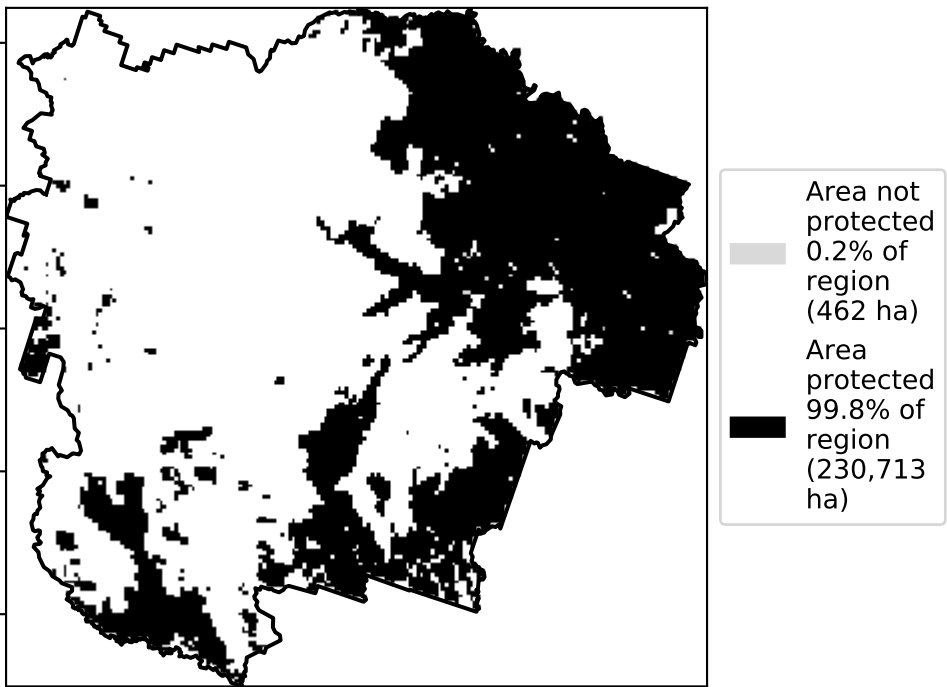 Area not
protected
0.2% of
region
(462 ha)
Area
protected
99.8% of
region
(230,713
ha)